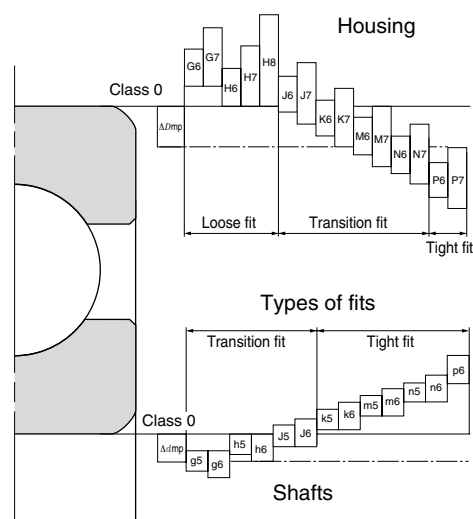 Housing
G6
G7
H6
H7
H8
Class 0
ΔDmp
J6
J7
K6
K7
M6
M7
N6
N7
P6
P7
Loose fit
Transition fit
Tight fit
Types of fits
Transition fit
Tight fit
Class 0
Δdmp
g5
g6
h5
h6
J5
J6
k5
k6
m5
m6
n5
n6
p6
Shafts